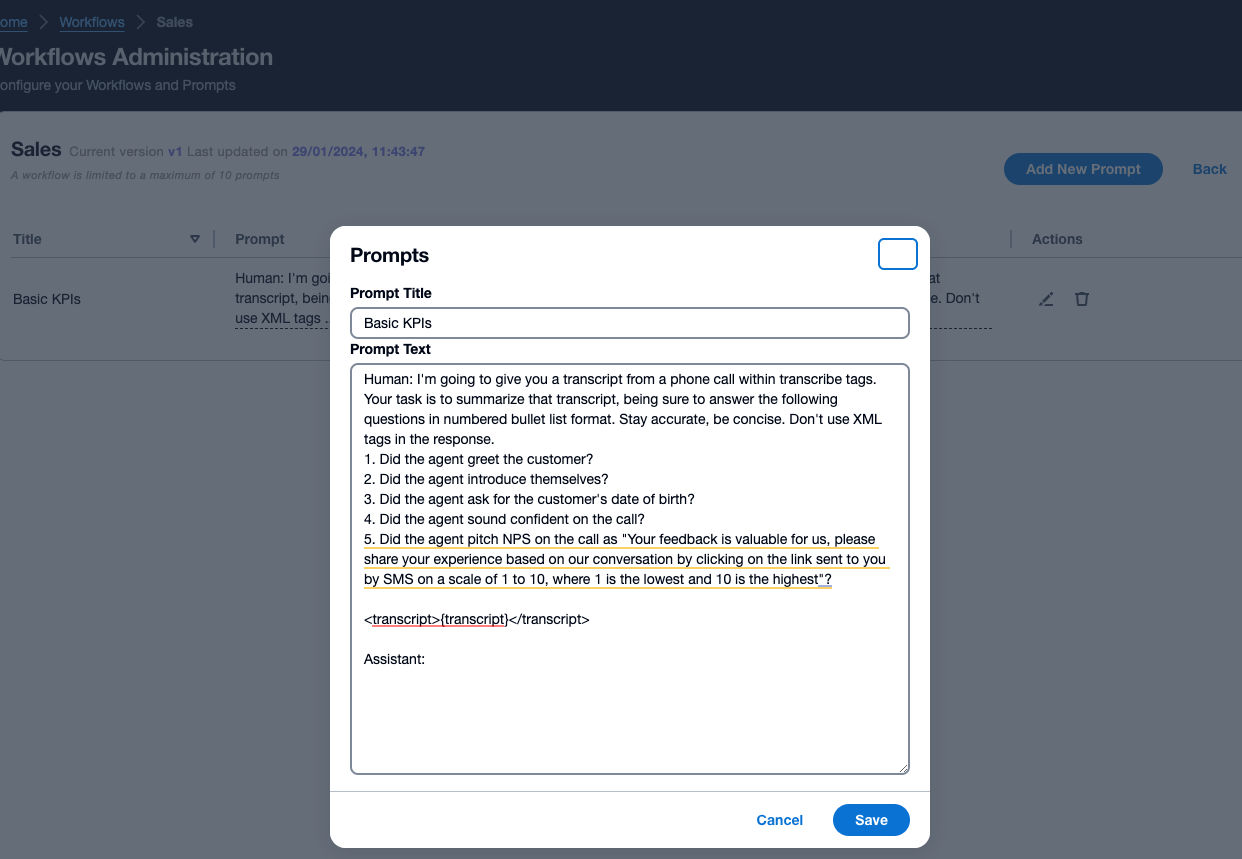 ome > Workflows > Sales
Workflows Administration
onfigure your Workflows and Prompts
Sales Current version v1 Last updated on 29/01/2024, 11:43:47
A workflow is limited to a maximum of 10 prompts
Add New Prompt Back
Title Prompt Actions
Basic KPIs
Human: I'm goi at
transcript, bein e. Don't
use XML tags ..
Prompts
Prompt Title
Basic KPIs
Prompt Text
Human: I'm going to give you a transcript from a phone call within transcribe tags.
Your task is to summarize that transcript, being sure to answer the following
questions in numbered bullet list format. Stay accurate, be concise. Don't use XML
tags in the response.
1. Did the agent greet the customer?
2. Did the agent introduce themselves?
3. Did the agent ask for the customer's date of birth?
4. Did the agent sound confident on the call?
5. Did the agent pitch NPS on the call as "Your feedback is valuable for us, please
share your experience based on our conversation by clicking on the link sent to you
by SMS on a scale of 1 to 10, where 1 is the lowest and 10 is the highest"?
<transcript>{transcript}</transcript>
Assistant:
Cancel Save